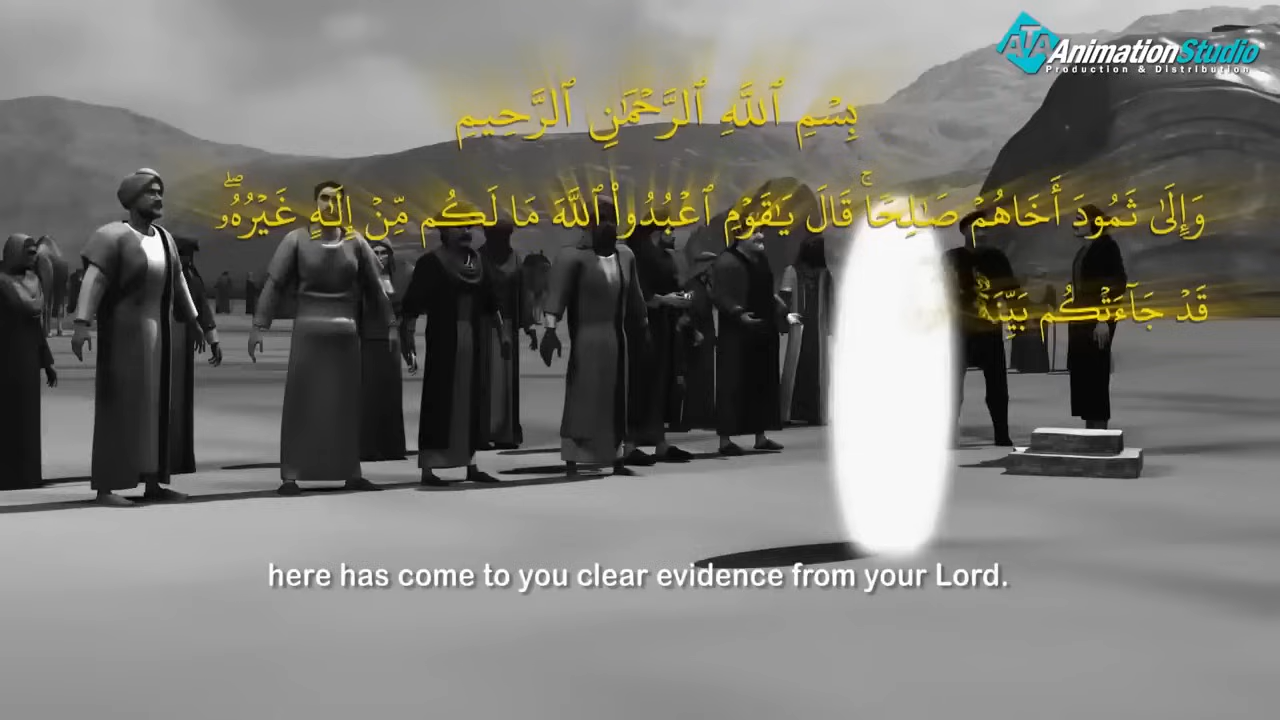 ATA AnimationStudio
Production & Distribution
بِسْمِ ٱللَّهِ ٱلرَّحْمَٰنِ ٱلرَّحِيمِ
وَإِلَىٰ ثَمُودَ أَخَاهُمْ صَٰلِحًا ۚ قَالَ يَٰقَوْمِ ٱعْبُدُوا۟ ٱللَّهَ مَا لَكُم مِّنْ إِلَٰهٍ غَيْرُهُۥ ۖ
قَدْ جَآءَتْكُم بَيِّنَةٌ
here has come to you clear evidence from your Lord.